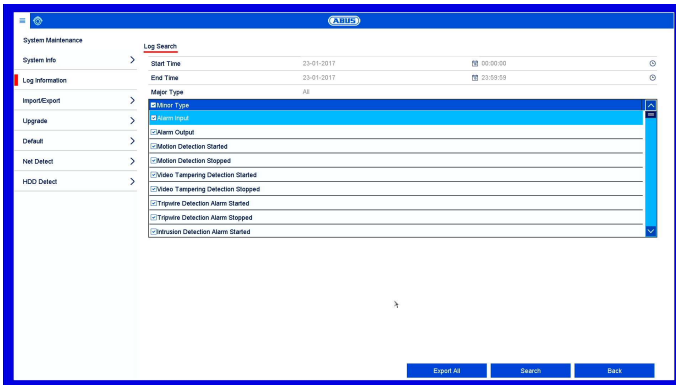 ABUS
System Maintenance
System Info
Log Information
Import/Export
Upgrade
Default
Net Detect
HDD Detect
Log Search
Start Time 23-01-2017 00:00:00
End Time 23-01-2017 23:59:59
Major Type All
Minor Type
Alarm Input
Alarm Output
Motion Detection Started
Motion Detection Stopped
Video Tampering Detection Started
Video Tampering Detection Stopped
Tripwire Detection Alarm Started
Tripwire Detection Alarm Stopped
Intrusion Detection Alarm Started
Export All Search Back